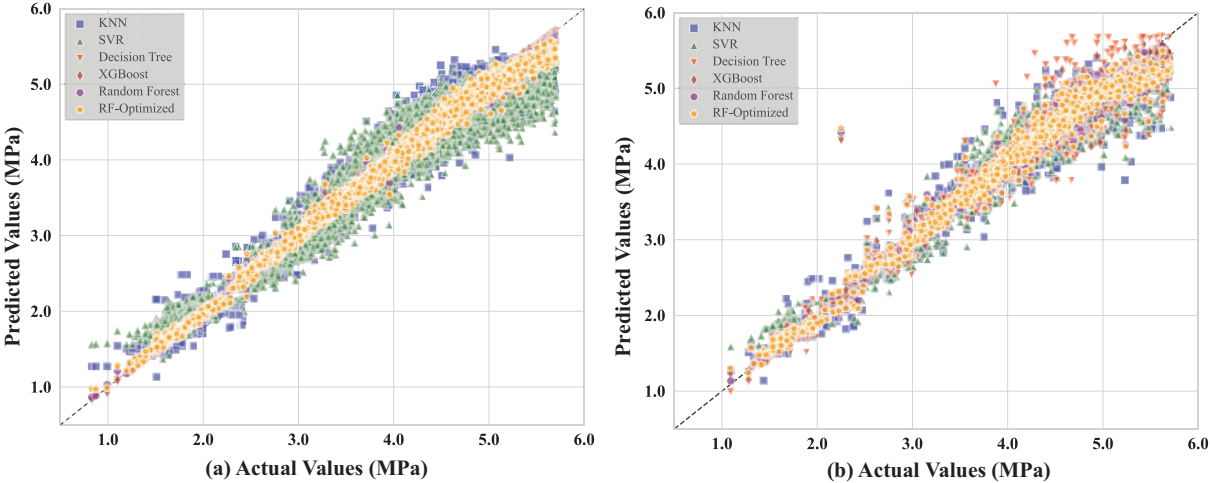 6.0
5.0
4.0
3.0
2.0
1.0
Predicted Values (MPa)
KNN
SVR
Decision Tree
XGBoost
Random Forest
RF-Optimized
1.0 2.0 3.0 4.0 5.0 6.0
(a) Actual Values (MPa)
6.0
5.0
4.0
3.0
2.0
1.0
Predicted Values (MPa)
KNN
SVR
Decision Tree
XGBoost
Random Forest
RF-Optimized
1.0 2.0 3.0 4.0 5.0 6.0
(b) Actual Values (MPa)